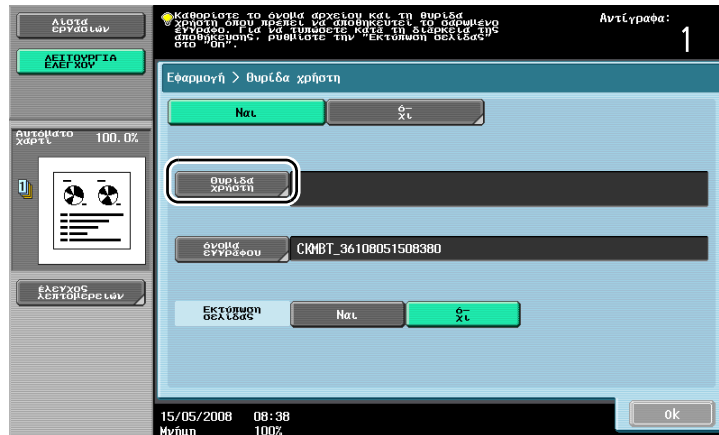 Λίστα
εργασιών
ΛΕΙΤΟΥΡΓΙΑ
ΕΛΕΓΧΟΥ
Καθορίστε το όνομα αρχείου και τη θυρίδα
χρήστη όπου πρέπει να αποθηκευτεί το σαρωμένο
έγγραφο. Για να τυπώσετε κατά τη διάρκεια της
αποθήκευσης, ρυθμίστε την "Εκτύπωση σελίδας"
στο "On".
Αντίγραφα:
1
Εφαρμογή > θυρίδα χρήστη
Ναι
ό-
χι
Αυτόματο
χαρτί
100.0%
1
θυρίδα
χρήστη
όνομα
εγγράφου
CKMBT_36108051508380
έλεγχος
λεπτομερειών
Εκτύπωση
σελίδας
Ναι
ό-
χι
15/05/2008 08:38
Μνήμη 100%
ok